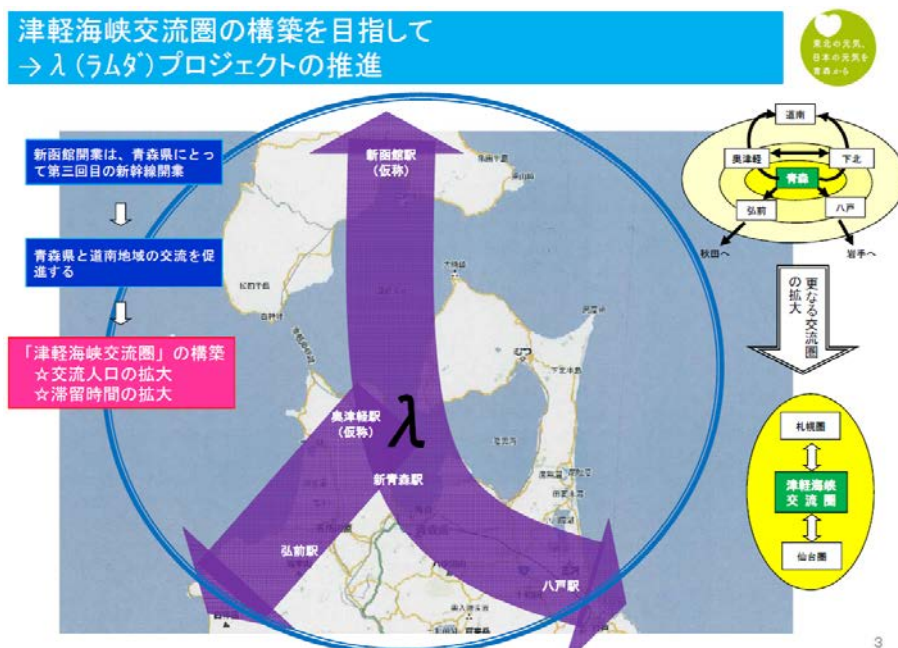 津軽海峡交流圏の構築を目指して
→ λ（ラムダ）プロジェクトの推進
東北の元気、
日本の元気を
青森から
新函館開業は、青森県にとっ
て第三回目の新幹線開業
青森県と道南地域の交流を促
進する
「津軽海峡交流圏」の構築
☆交流人口の拡大
☆滞留時間の拡大
新函館駅
（仮称）
奥津軽駅
（仮称）
λ
新青森駅
弘前駅
八戸駅
むつ
下北半島
道南
奥津軽
下北
青森
弘前
八戸
秋田へ
岩手へ
更なる交流圏
の拡大
札幌圏
津軽海峡
交流圏
仙台圏
3